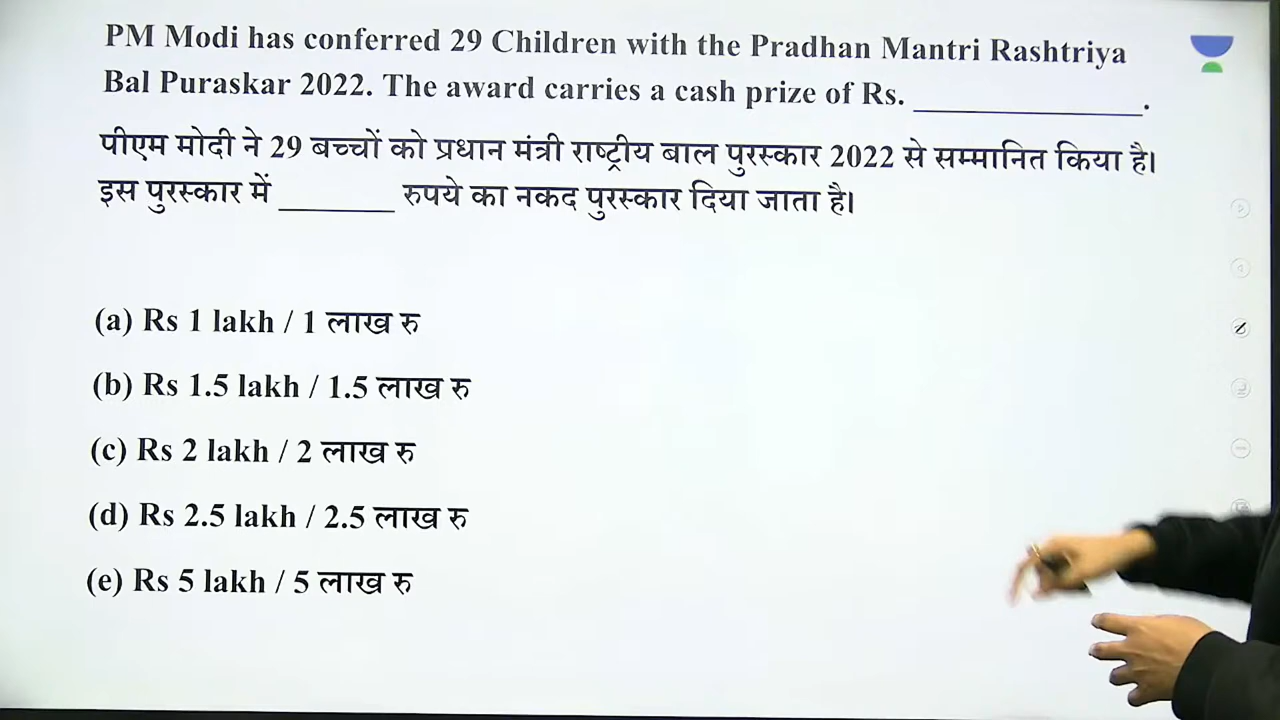 PM Modi has conferred 29 Children with the Pradhan Mantri Rashtriya
Bal Puraskar 2022. The award carries a cash prize of Rs. ______________.
पीएम मोदी ने 29 बच्चों को प्रधान मंत्री राष्ट्रीय बाल पुरस्कार 2022 से सम्मानित किया है।
इस पुरस्कार में _______ रुपये का नकद पुरस्कार दिया जाता है।
(a) Rs 1 lakh / 1 लाख रु
(b) Rs 1.5 lakh / 1.5 लाख रु
(c) Rs 2 lakh / 2 लाख रु
(d) Rs 2.5 lakh / 2.5 लाख रु
(e) Rs 5 lakh / 5 लाख रु